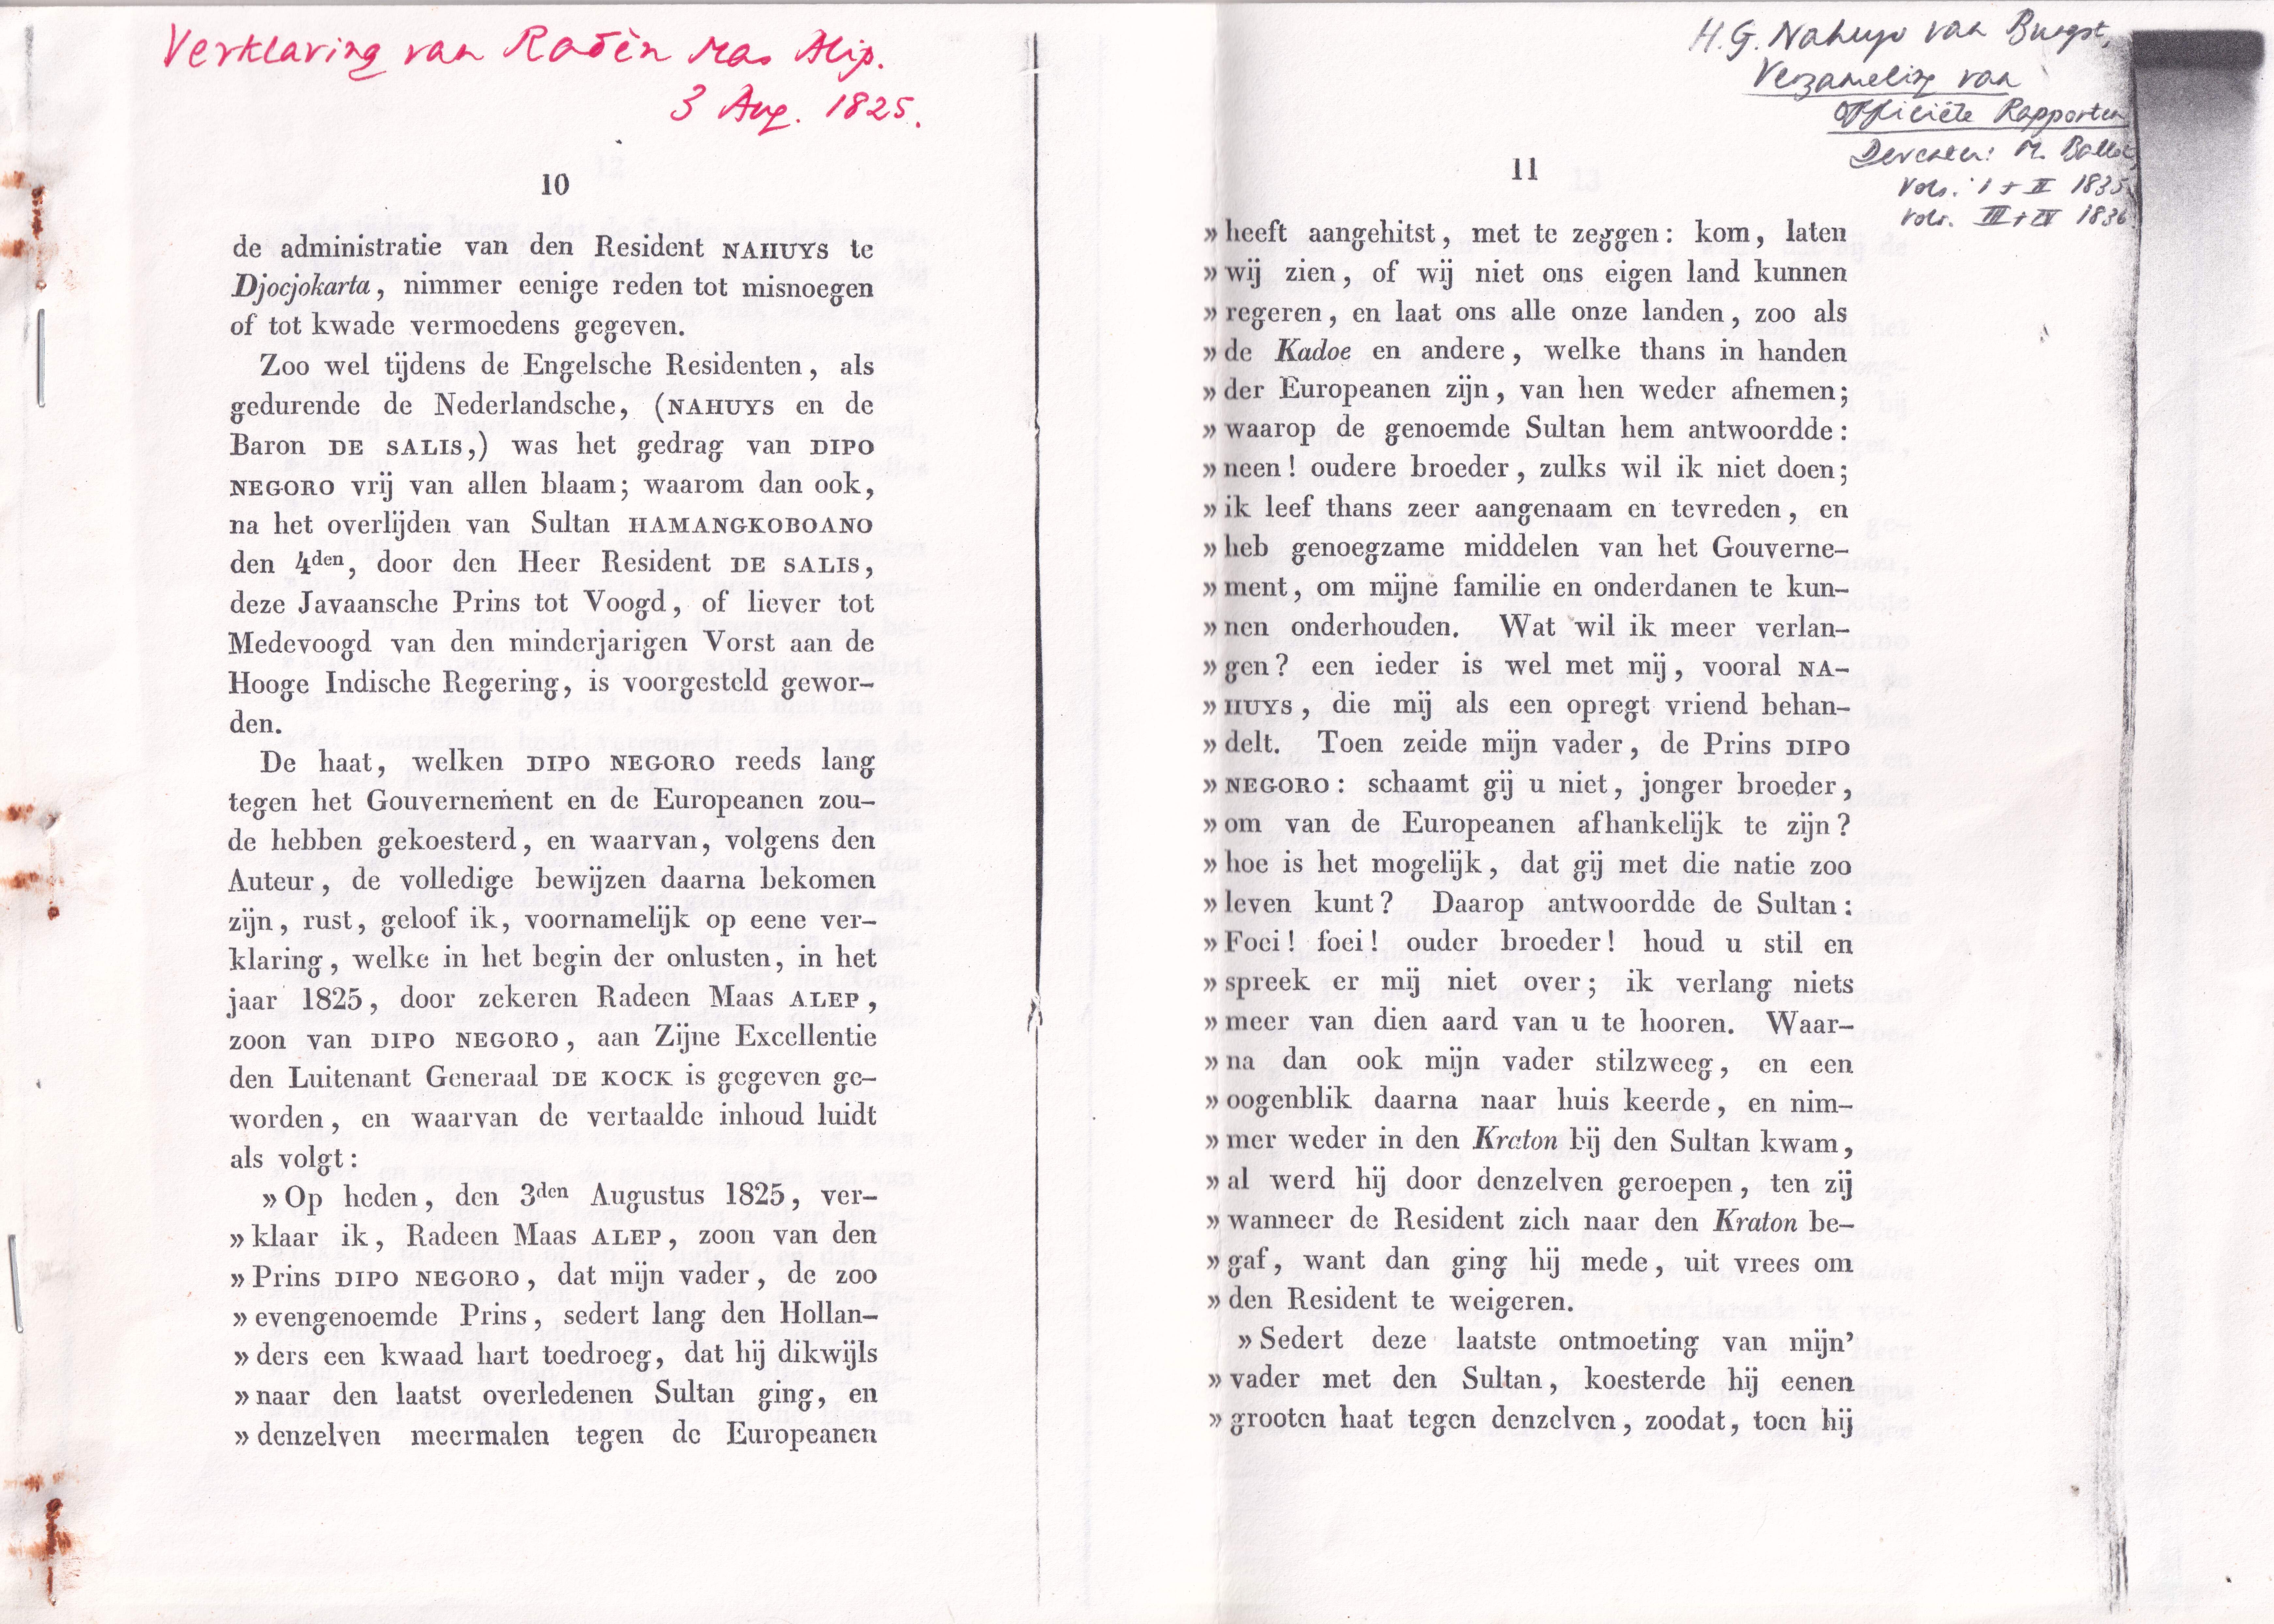 Verklaring van Radèn Mas Alip.
3 Aug. 1825.
10
de administratie van den Resident NAHUYS te
Djocjokarta, nimmer eenige reden tot misnoegen
of tot kwade vermoedens gegeven.
Zoo wel tijdens de Engelsche Residenten, als
gedurende de Nederlandsche, (NAHUYS en de
Baron DE SALIS,) was het gedrag van DIPO
NEGORO vrij van allen blaam; waarom dan ook,
na het overlijden van Sultan HAMANGKOBOANO
den 4den, door den Heer Resident DE SALIS,
deze Javaansche Prins tot Voogd, of liever tot
Medevoogd van den minderjarigen Vorst aan de
Hooge Indische Regering, is voorgesteld gewor-
den.
De haat, welken DIPO NEGORO reeds lang
tegen het Gouvernement en de Europeanen zou-
de hebben gekoesterd, en waarvan, volgens den
Auteur, de volledige bewijzen daarna bekomen
zijn, rust, geloof ik, voornamelijk op eene ver-
klaring, welke in het begin der onlusten, in het
jaar 1825, door zekeren Radeen Maas ALEP,
zoon van DIPO NEGORO, aan Zijne Excellentie
den Luitenant Generaal DE KOCK is gegeven ge-
worden, en waarvan de vertaalde inhoud luidt
als volgt:
» Op heden, den 3den Augustus 1825, ver-
» klaar ik, Radeen Maas ALEP, zoon van den
» Prins DIPO NEGORO, dat mijn vader, de zoo
» evengenoemde Prins, sedert lang den Hollan-
» ders een kwaad hart toedroeg, dat hij dikwijls
» naar den laatst overledenen Sultan ging, en
» denzelven meermalen tegen de Europeanen
H.G. Nahuys van Burgst,
Verzameling van
Officiële Rapporten
Deventer: M. Ballot
Vols. I + II 1835.
Vols. III + IV 1836.
11
» heeft aangehitst, met te zeggen: kom, laten
» wij zien, of wij niet ons eigen land kunnen
» regeren, en laat ons alle onze landen, zoo als
» de Kadoe en andere, welke thans in handen
» der Europeanen zijn, van hen weder afnemen;
» waarop de genoemde Sultan hem antwoordde:
» neen! oudere broeder, zulks wil ik niet doen;
» ik leef thans zeer aangenaam en tevreden, en
» heb genoegzame middelen van het Gouverne-
» ment, om mijne familie en onderdanen te kun-
» nen onderhouden. Wat wil ik meer verlan-
» gen? een ieder is wel met mij, vooral NA-
» HUYS, die mij als een opregt vriend behan-
» delt. Toen zeide mijn vader, de Prins DIPO
» NEGORO: schaamt gij u niet, jonger broeder,
» om van de Europeanen afhankelijk te zijn?
» hoe is het mogelijk, dat gij met die natie zoo
» leven kunt? Daarop antwoordde de Sultan:
» Foei! foei! ouder broeder! houd u stil en
» spreek er mij niet over; ik verlang niets
» meer van dien aard van u te hooren. Waar-
» na dan ook mijn vader stilzweeg, en een
» oogenblik daarna naar huis keerde, en nim-
» mer weder in den Kraton bij den Sultan kwam,
» al werd hij door denzelven geroepen, ten zij
» wanneer de Resident zich naar den Kraton be-
» gaf, want dan ging hij mede, uit vrees om
» den Resident te weigeren.
» Sedert deze laatste ontmoeting van mijn'
» vader met den Sultan, koesterde hij eenen
» grooten haat tegen denzelven, zoodat, toen hij